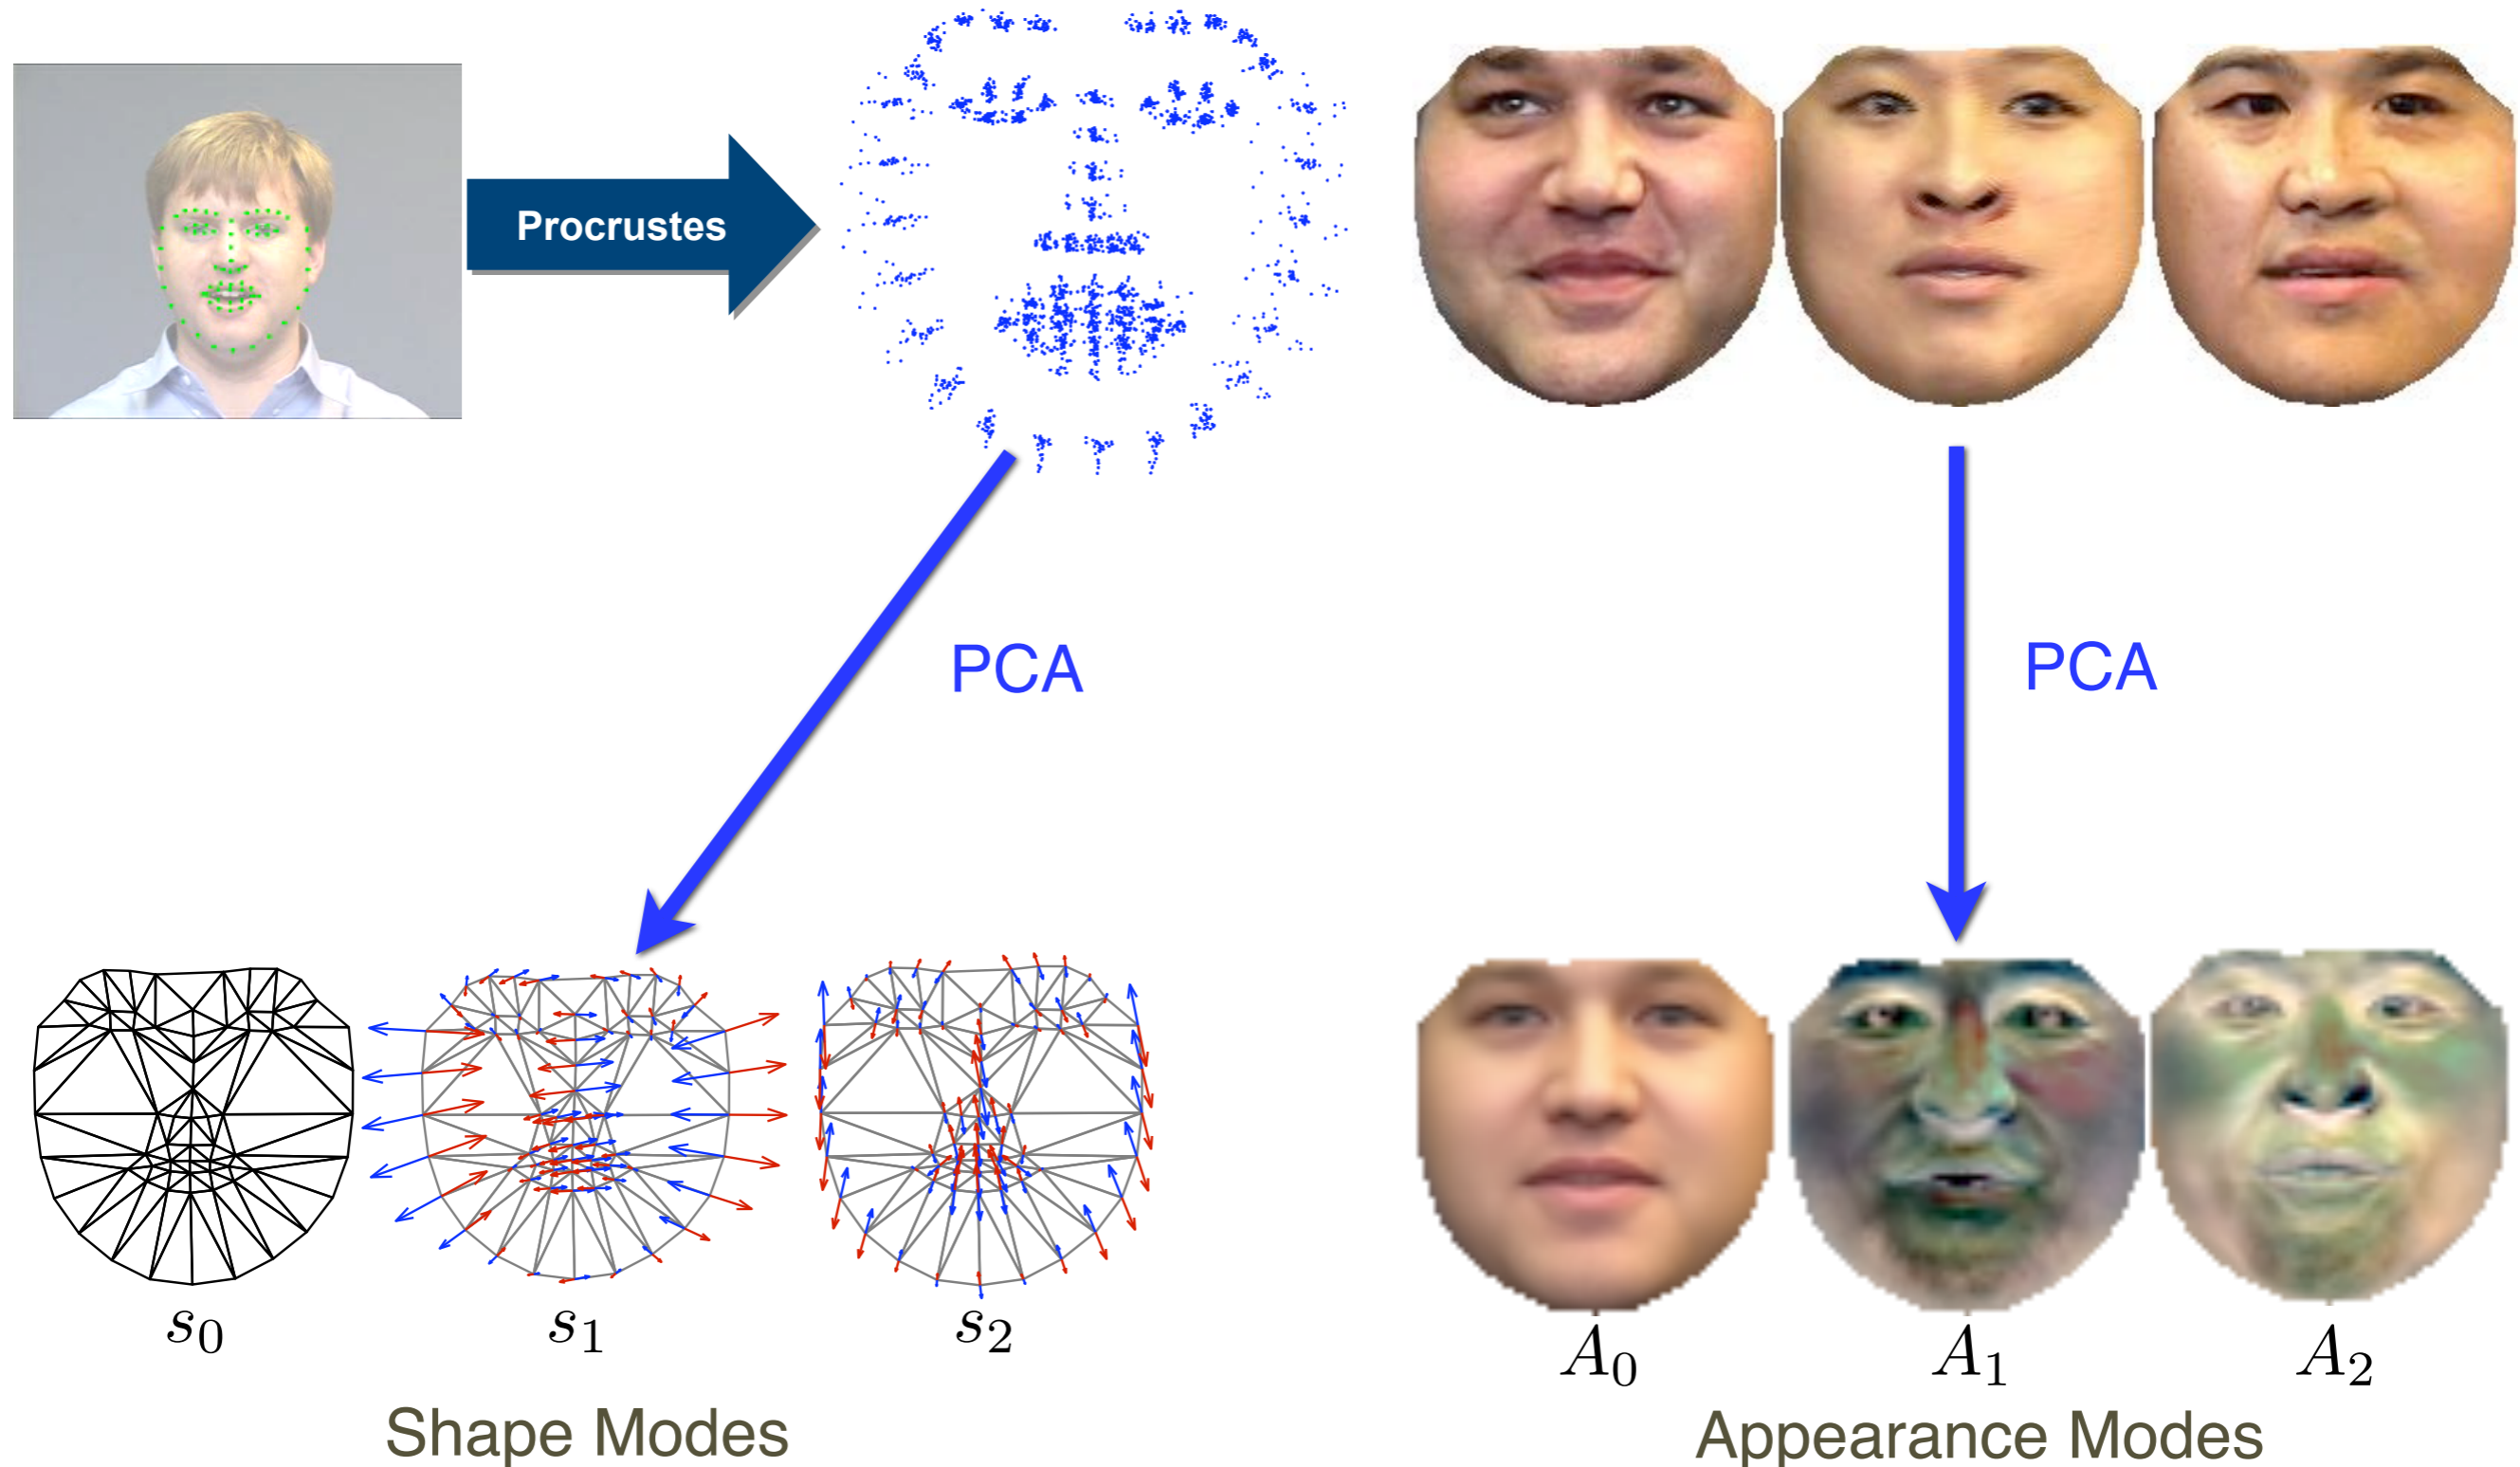 Procrustes
PCA
PCA
s0
s1
s2
A0
A1
A2
Shape Modes
Appearance Modes